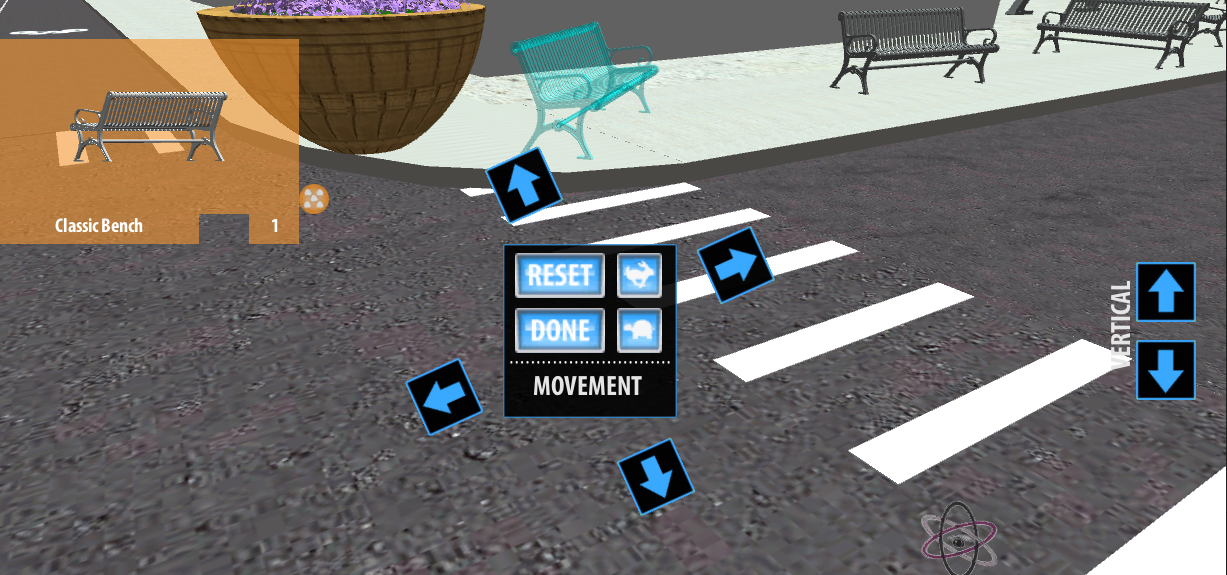 Classic Bench 1
RESET
DONE
MOVEMENT
VERTICAL